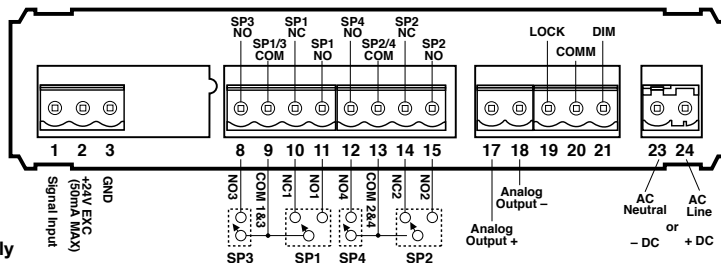 SP3 NO
SP1/3 COM
SP1 NC
SP1 NO
SP4 NO
SP2/4 COM
SP2 NC
SP2 NO
LOCK
COMM
DIM
1 2 3 8 9 10 11 12 13 14 15 17 18 19 20 21 23 24
Signal Input
+24V EXC
(50mA MAX)
GND
NO3
COM 1&3
NC1
NO1
NO4
COM 2&4
NC2
NO2
SP3
SP1
SP4
SP2
Analog
Output –
Analog
Output +
AC
Neutral
or
AC
Line
– DC
+ DC
ly